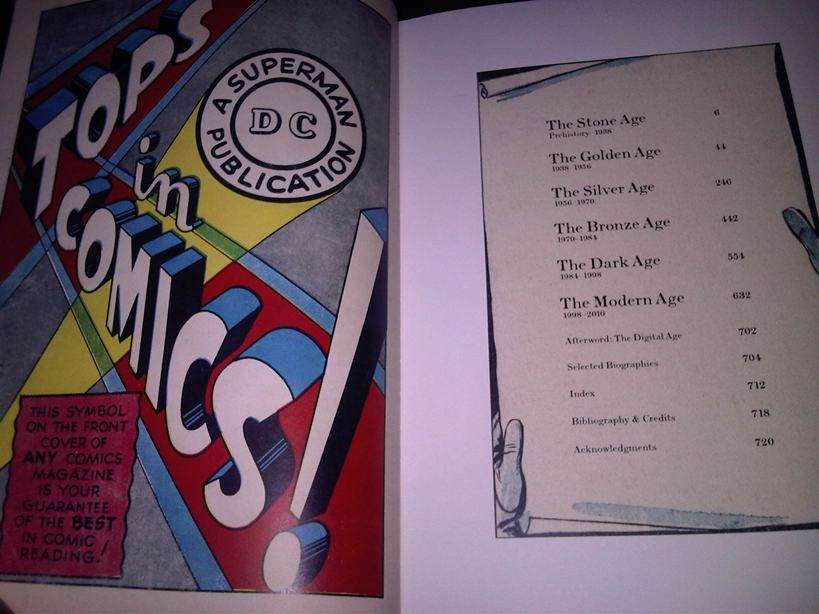 TOPS
in
COMICS!
A SUPERMAN
DC
PUBLICATION
THIS SYMBOL
ON THE FRONT
COVER OF
ANY COMICS
MAGAZINE
IS YOUR
GUARANTEE
OF THE BEST
IN COMIC
READING!
The Stone Age 6
Prehistory–1938
The Golden Age 44
1938–1956
The Silver Age 246
1956–1970
The Bronze Age 442
1970–1984
The Dark Age 554
1984–1998
The Modern Age 632
1998–2010
Afterword: The Digital Age 702
Selected Biographies 704
Index 712
Bibliography & Credits 718
Acknowledgments 720